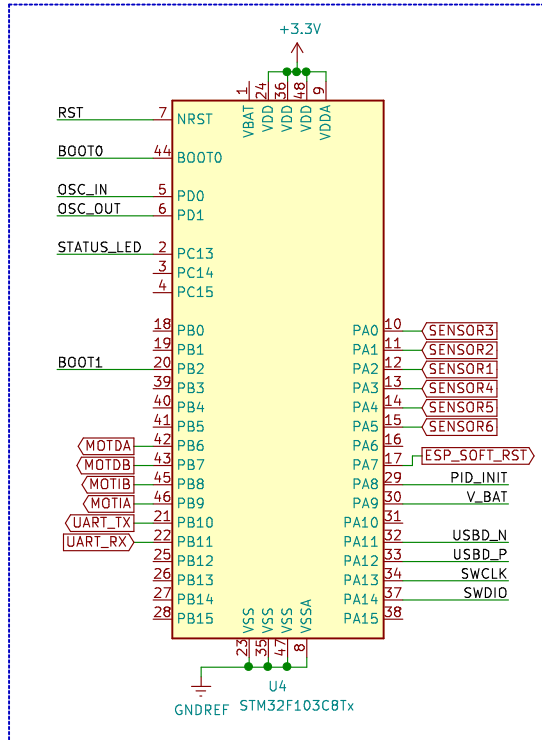 +3.3V
1 24 36 48 9
VBAT VDD VDD VDD VDDA
RST 7 NRST
BOOT0 44 BOOT0
OSC_IN 5 PD0
OSC_OUT 6 PD1
STATUS_LED 2 PC13
3 PC14
4 PC15
18 PB0 PA0 10 SENSOR3
19 PB1 PA1 11 SENSOR2
BOOT1 20 PB2 PA2 12 SENSOR1
39 PB3 PA3 13 SENSOR4
40 PB4 PA4 14 SENSOR5
41 PB5 PA5 15 SENSOR6
MOTDA 42 PB6 PA6 16
MOTDB 43 PB7 PA7 17 ESP_SOFT_RST
MOTIB 45 PB8 PA8 29 PID_INIT
MOTIA 46 PB9 PA9 30 V_BAT
UART_TX 21 PB10 PA10 31
UART_RX 22 PB11 PA11 32 USBD_N
25 PB12 PA12 33 USBD_P
26 PB13 PA13 34 SWCLK
27 PB14 PA14 37 SWDIO
28 PB15 PA15 38
VSS VSS VSS VSSA
23 35 47 8
GNDREF
U4
STM32F103C8Tx